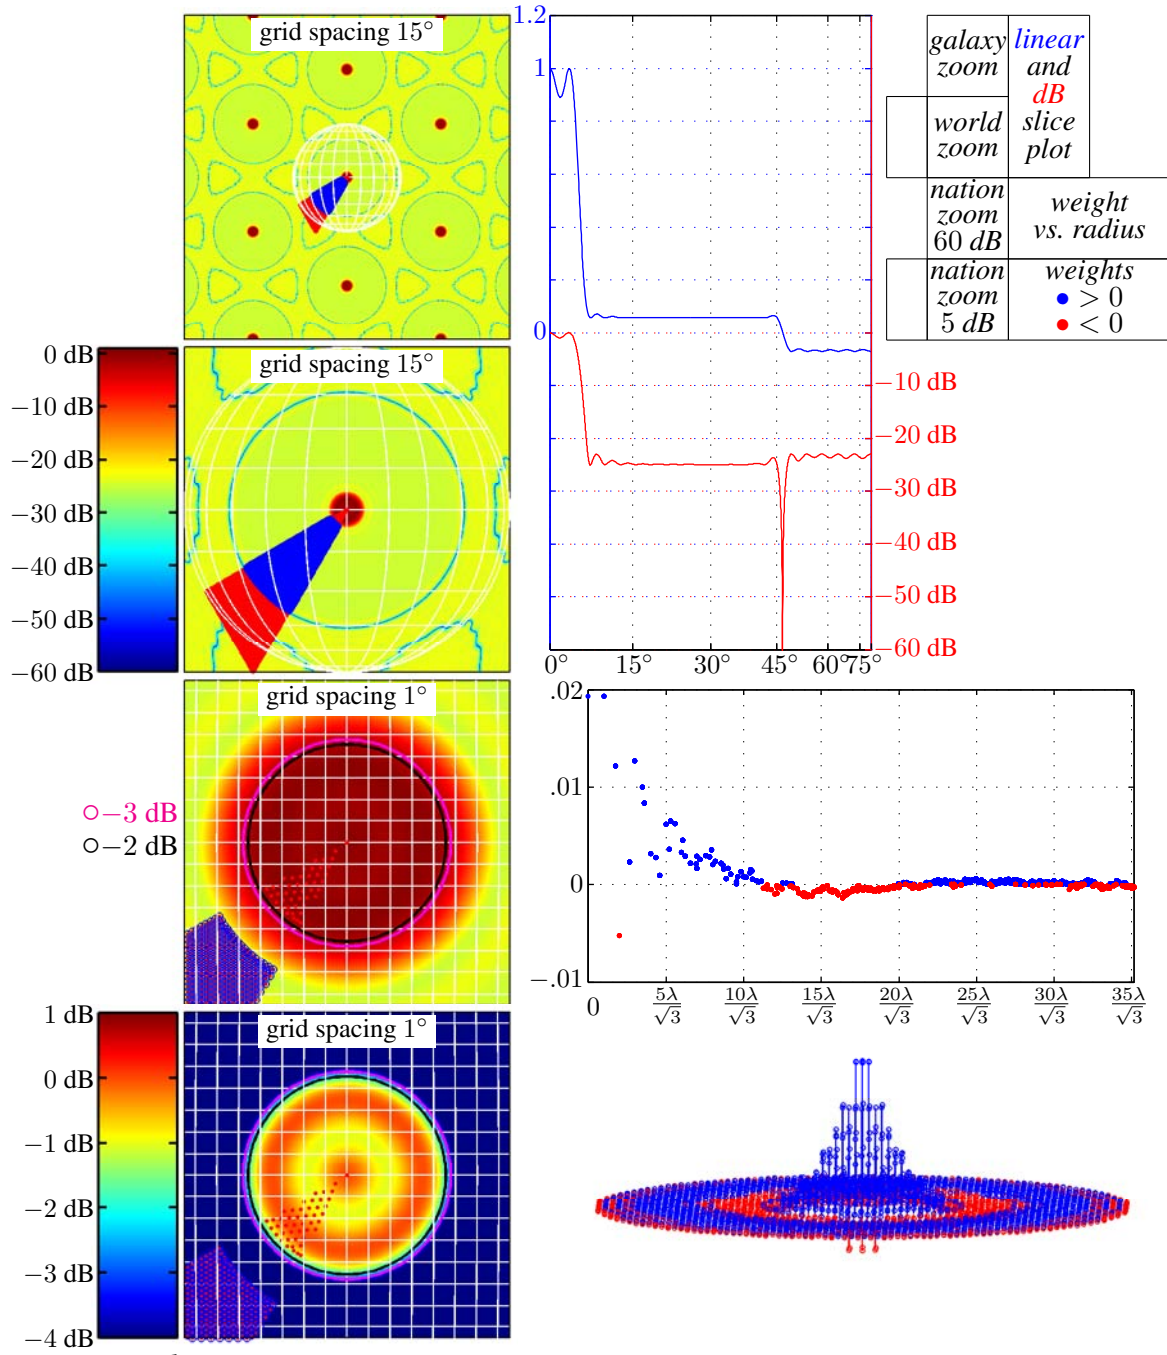 grid spacing 15°
0 dB
−10 dB
−20 dB
−30 dB
−40 dB
−50 dB
−60 dB
grid spacing 15°
○−3 dB
○−2 dB
grid spacing 1°
1 dB
0 dB
−1 dB
−2 dB
−3 dB
−4 dB
grid spacing 1°
1.2
1
0
−10 dB
−20 dB
−30 dB
−40 dB
−50 dB
−60 dB
0° 15° 30° 45° 60° 75°
galaxy
zoom
linear
and
dB
slice
plot
world
zoom
nation
zoom
60 dB
weight
vs. radius
nation
zoom
5 dB
weights
● > 0
● < 0
.02
.01
0
−.01
0 5λ/√3 10λ/√3 15λ/√3 20λ/√3 25λ/√3 30λ/√3 35λ/√3